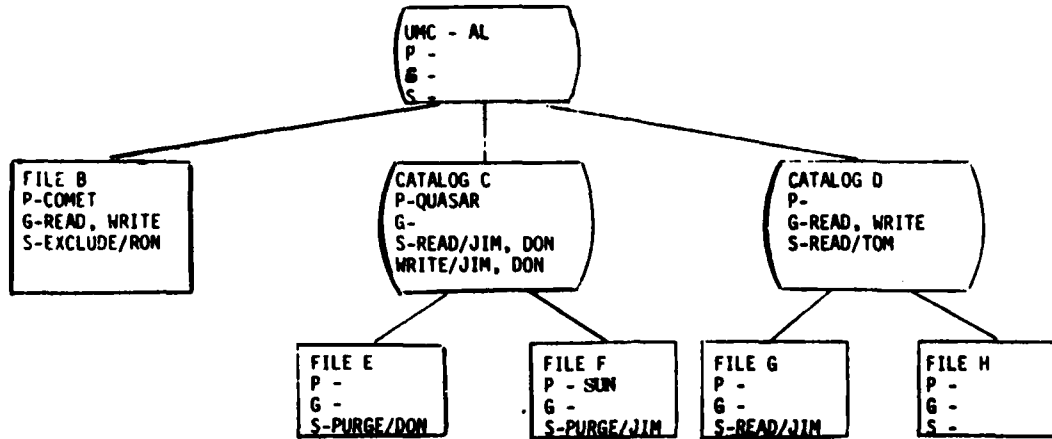 UMC - AL
P -
G -
S -
FILE B
P-COMET
G-READ, WRITE
S-EXCLUDE/RON
CATALOG C
P-QUASAR
G-
S-READ/JIM, DON
WRITE/JIM, DON
CATALOG D
P-
G-READ, WRITE
S-READ/TOM
FILE E
P -
G -
S-PURGE/DON
FILE F
P - SUN
G -
S-PURGE/JIM
FILE G
P -
G -
S-READ/JIM
FILE H
P -
G -
S -